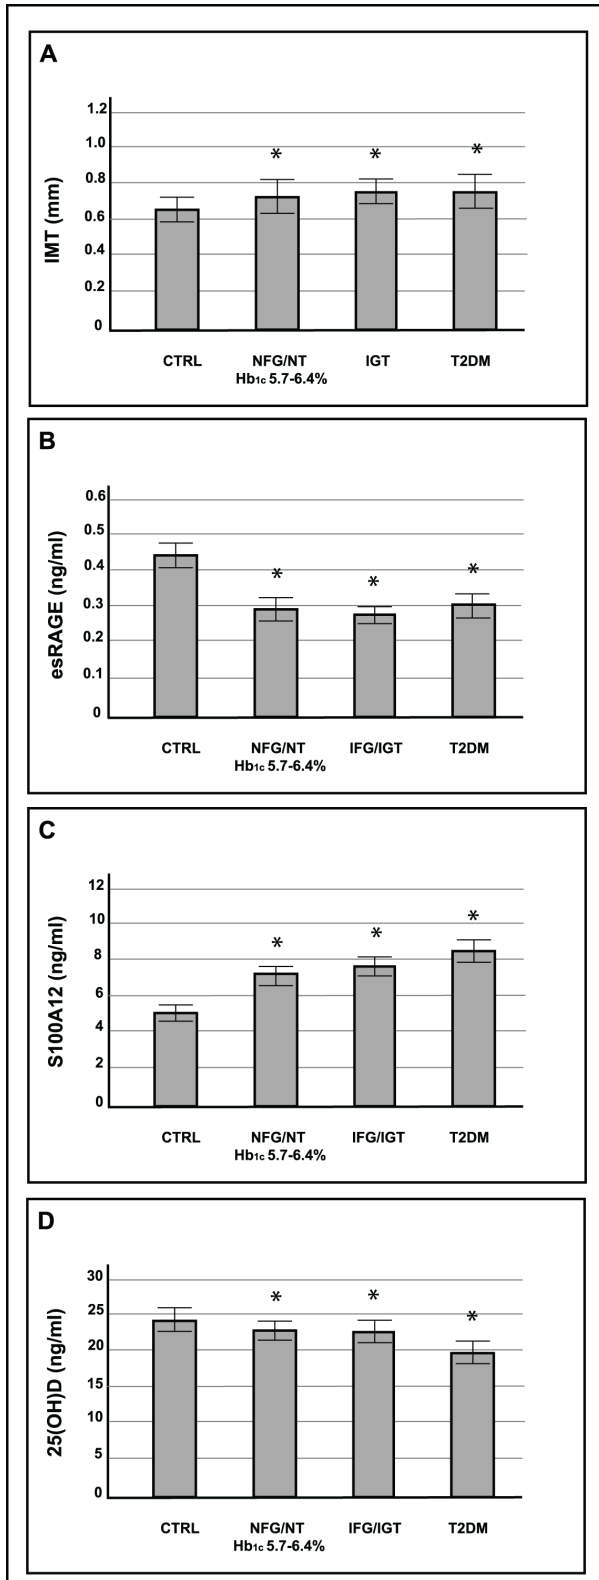 A
IMT (mm)
1.2
1.0
0.8
0.6
0.4
0.2
0
* * *
CTRL NFG/NT IGT T2DM
Hb1c 5.7-6.4%
B
esRAGE (ng/ml)
0.6
0.5
0.4
0.3
0.2
0.1
0
* * *
CTRL NFG/NT IFG/IGT T2DM
Hb1c 5.7-6.4%
C
S100A12 (ng/ml)
12
10
8
6
4
2
0
* * *
CTRL NFG/NT IFG/IGT T2DM
Hb1c 5.7-6.4%
D
25(OH)D (ng/ml)
30
25
20
15
10
5
0
* * *
CTRL NFG/NT IFG/IGT T2DM
Hb1c 5.7-6.4%